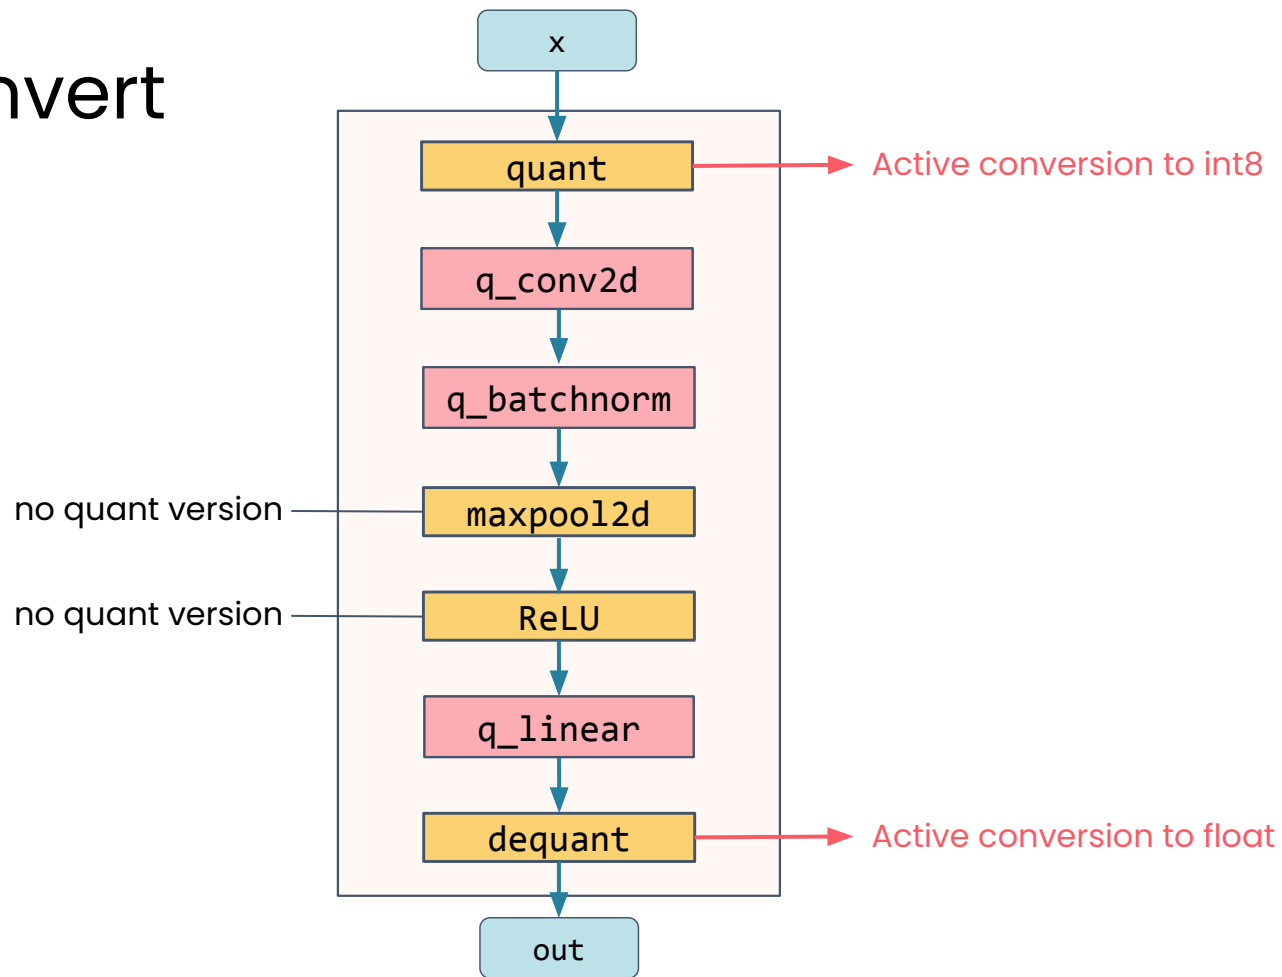 nvert
x
quant
Active conversion to int8
q_conv2d
q_batchnorm
no quant version
maxpool2d
no quant version
ReLU
q_linear
dequant
Active conversion to float
out